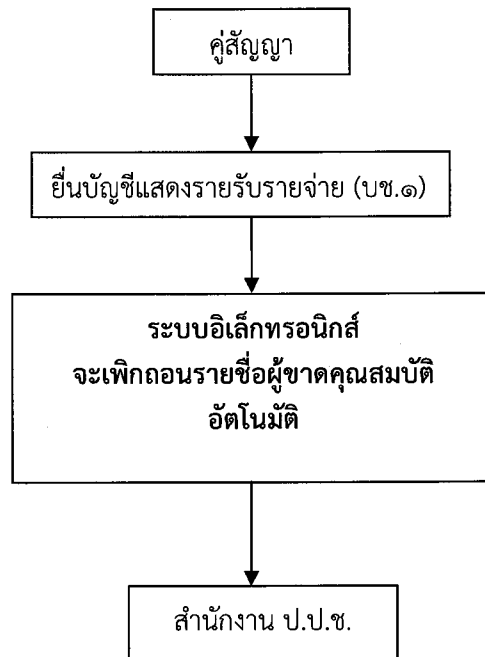 คู่สัญญา
ยื่นบัญชีแสดงรายรับรายจ่าย (บช.๑)
ระบบอิเล็กทรอนิกส์
จะเพิกถอนรายชื่อผู้ขาดคุณสมบัติ
อัตโนมัติ
สำนักงาน ป.ป.ช.